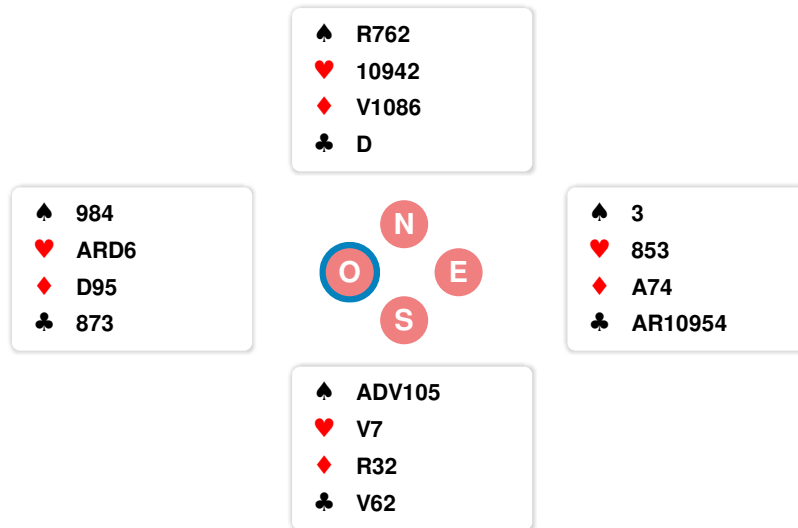 ♠ R762
♥ 10942
♦ V1086
♣ D
♠ 984
♥ ARD6
♦ D95
♣ 873
N
O
E
S
♠ 3
♥ 853
♦ A74
♣ AR10954
♠ ADV105
♥ V7
♦ R32
♣ V62